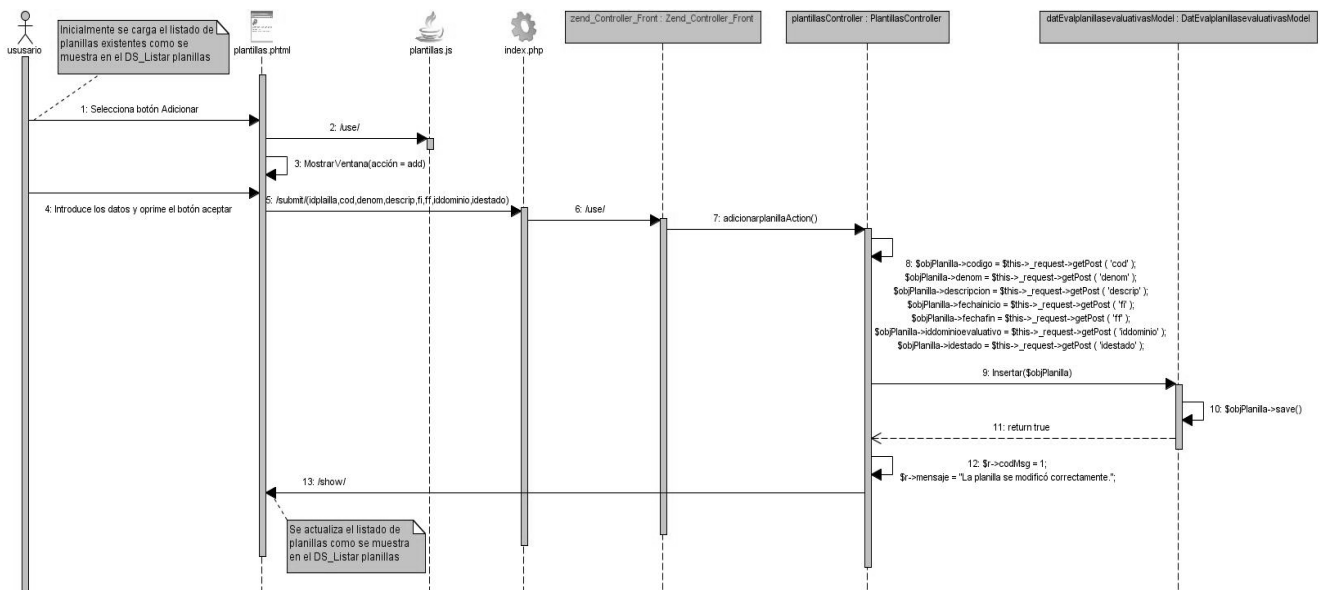 ususario
Inicialmente se carga el listado de
planillas existentes como se
muestra en el DS_Listar planillas
plantillas.phtml
plantillas.js
index.php
zend_Controller_Front : Zend_Controller_Front
plantillasController : PlantillasController
datEvalplanillasevaluativasModel : DatEvalplanillasevaluativasModel
1: Selecciona botón Adicionar
2: /use/
3: MostrarVentana(acción = add)
4: Introduce los datos y oprime el botón aceptar
5: /submit/(idplailla,cod,denom,descrip,fi,ff,iddominio,idestado)
6: /use/
7: adicionarplanillaAction()
8: $objPlanilla->codigo = $this->_request->getPost ( 'cod' );
$objPlanilla->denom = $this->_request->getPost ( 'denom' );
$objPlanilla->descripcion = $this->_request->getPost ( 'descrip' );
$objPlanilla->fechainicio = $this->_request->getPost ( 'fi' );
$objPlanilla->fechafin = $this->_request->getPost ( 'ff' );
$objPlanilla->iddominioevaluativo = $this->_request->getPost ( 'iddominio' );
$objPlanilla->idestado = $this->_request->getPost ( 'idestado' );
9: Insertar($objPlanilla)
10: $objPlanilla->save()
11: return true
12: $r->codMsg = 1;
$r->mensaje = "La planilla se modificó correctamente.";
13: /show/
Se actualiza el listado de
planillas como se muestra
en el DS_Listar planillas